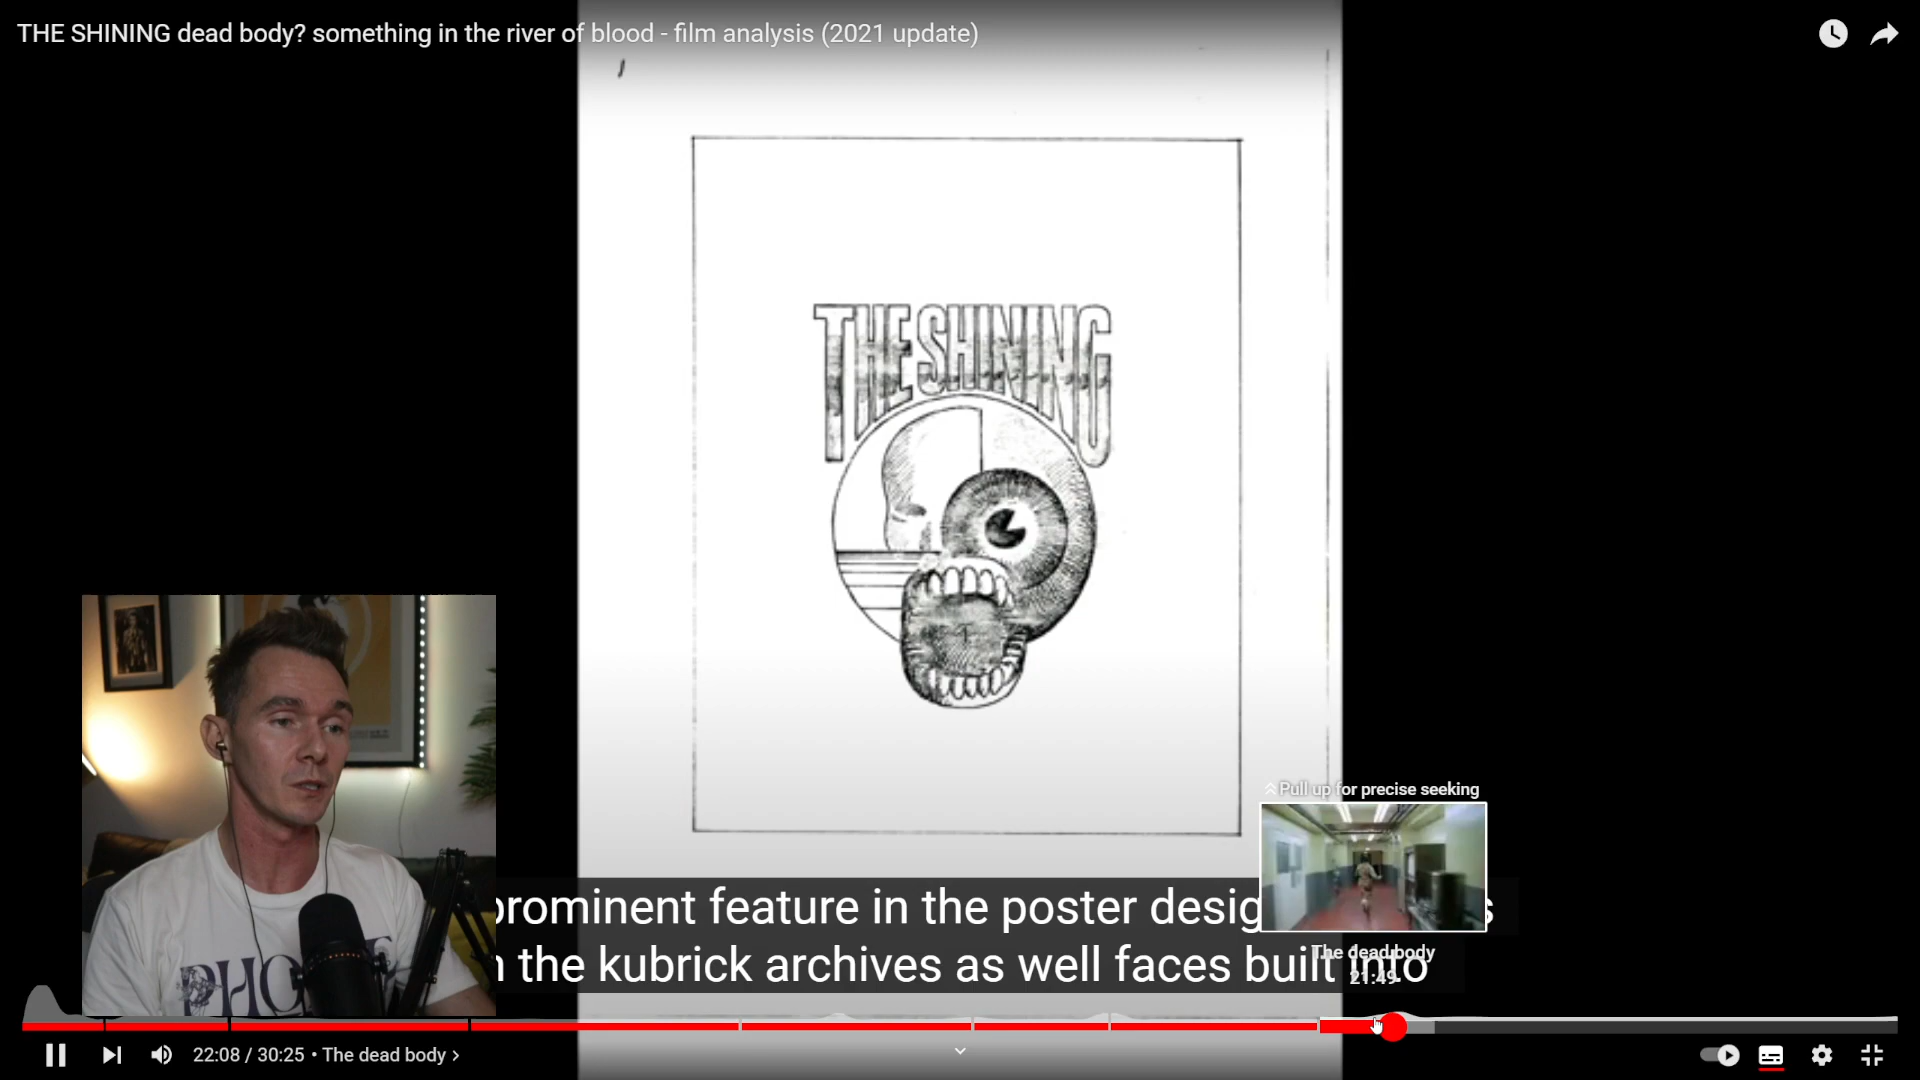 THE SHINING dead body? something in the river of blood - film analysis (2021 update)
THE SHINING
Pull up for precise seeking
prominent feature in the poster
the kubrick archives as well faces built into
The dead body
21:49
22:08 / 30:25 • The dead body